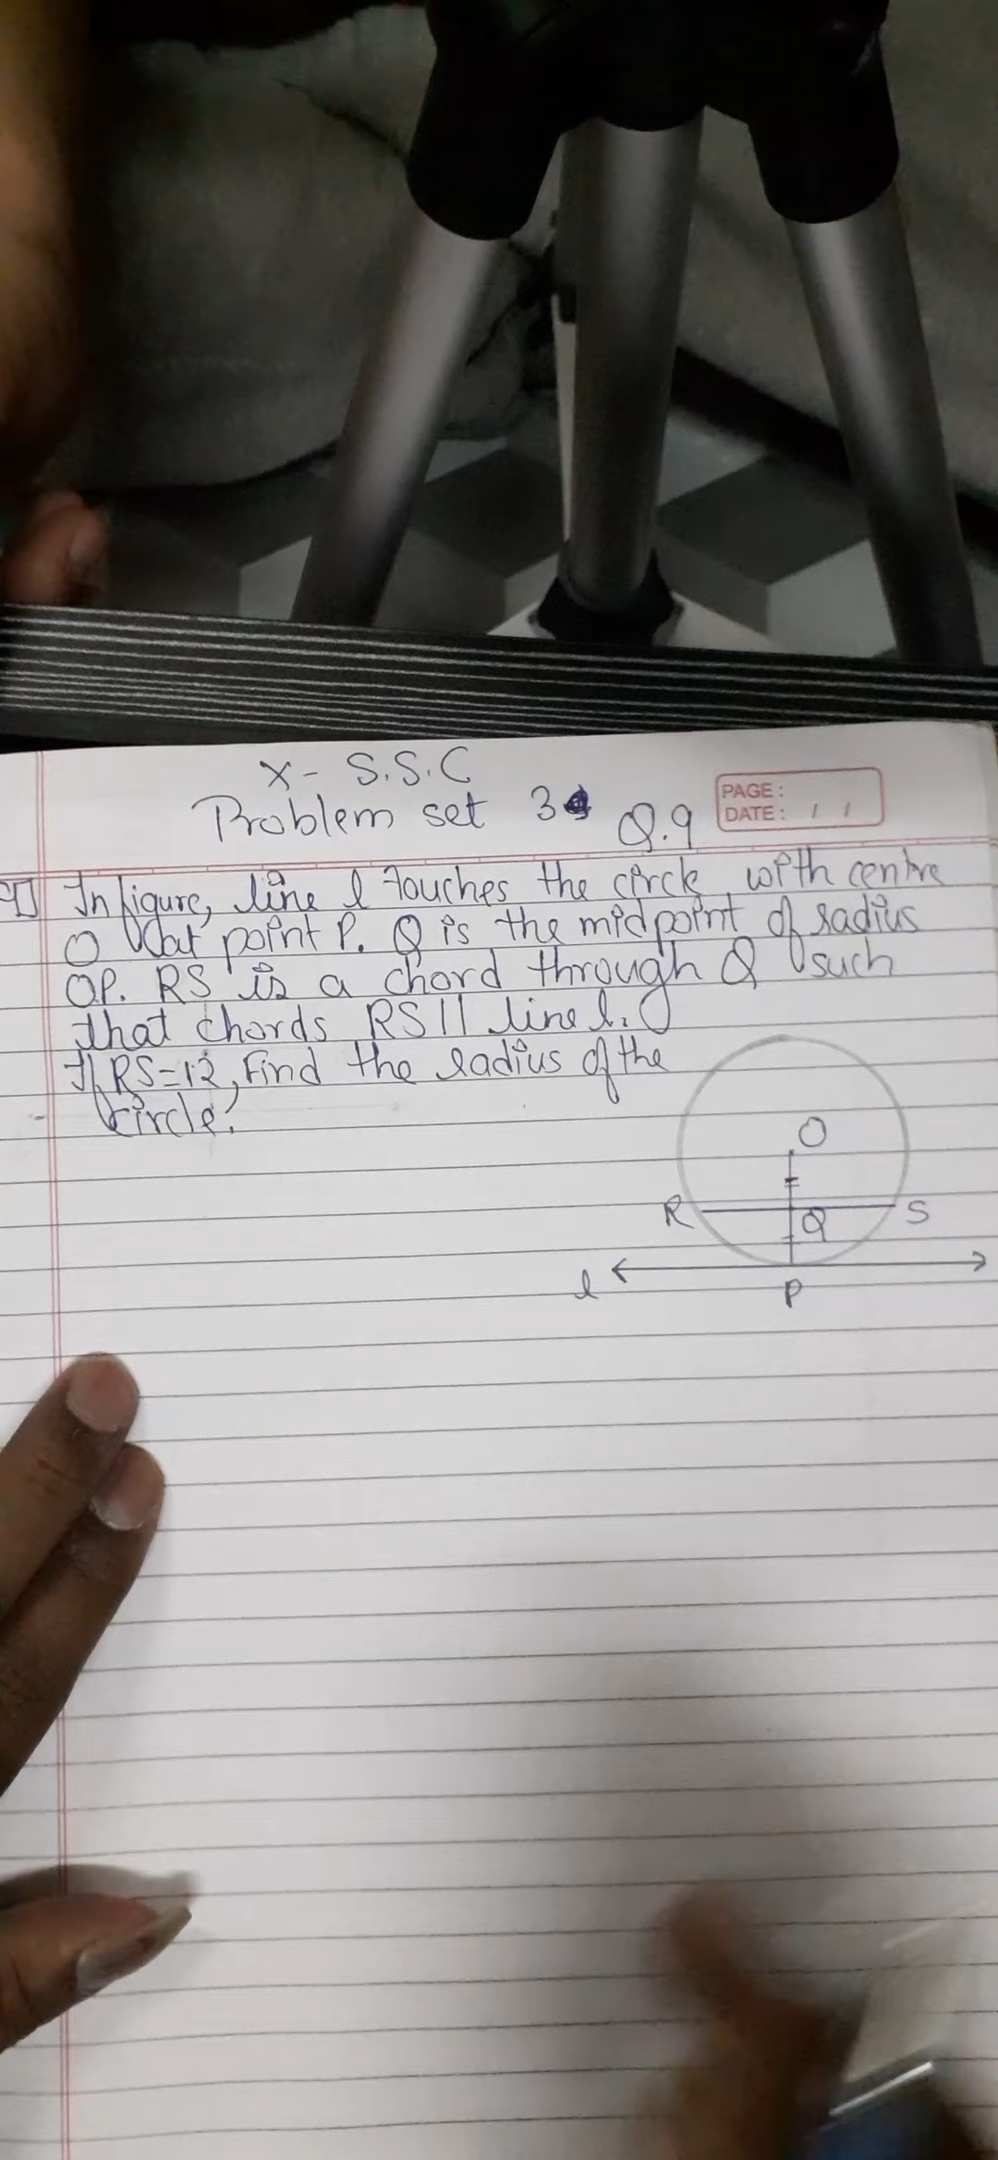 X- S.S.C
Problem set 3 Q.9
PAGE :
DATE : / /
9] In figure, line l touches the circle with centre
O at point P. Q is the midpoint of radius
OP. RS is a chord through Q such
that chords RS || line l.
If RS=12, Find the radius of the
circle.
O
R Q S
l P